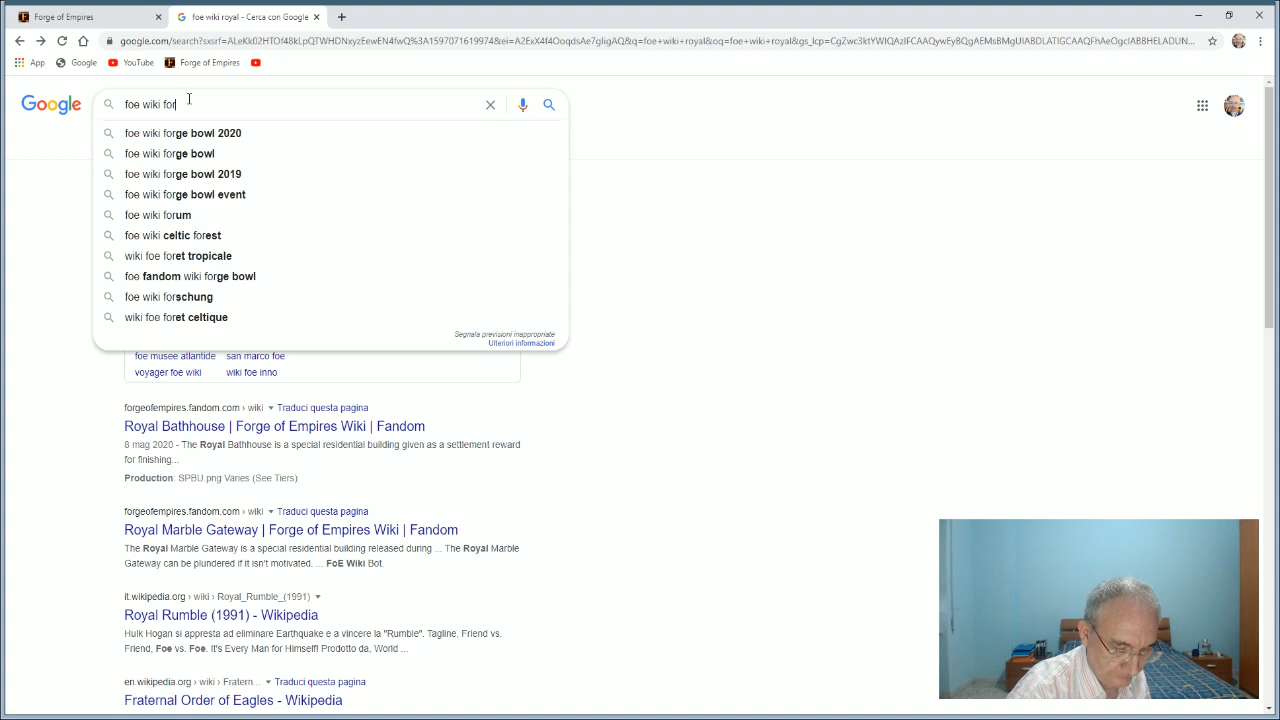 Forge of Empires
foe wiki royal - Cerca con Google
google.com/search?sxsrf=ALeKk02HTOf48kLpQTWHDNxyzEewEN4fwQ%3A1597071619974&ei=A2ExX4f4OoqdsAe7gligAQ&q=foe+wiki+royal&oq=foe+wiki+royal&gs_lcp=CgZwc3ktYWIQAzIFCAAQywEyBQgAEMsBMgUIABDLATIGCAAQFhAeOgcIABBHELADUN...
App Google YouTube Forge of Empires
Google
foe wiki for
foe wiki forge bowl 2020
foe wiki forge bowl
foe wiki forge bowl 2019
foe wiki forge bowl event
foe wiki forum
foe wiki celtic forest
wiki foe foret tropicale
foe fandom wiki forge bowl
foe wiki forschung
wiki foe foret celtique
Segnala previsioni inappropriate
Ulteriori informazioni
foe musee atlantide san marco foe
voyager foe wiki wiki foe inno
forgeofempires.fandom.com › wiki Traduci questa pagina
Royal Bathhouse | Forge of Empires Wiki | Fandom
8 mag 2020 - The Royal Bathhouse is a special residential building given as a settlement reward
for finishing...
Production: SPBU.png Varies (See Tiers)
forgeofempires.fandom.com › wiki Traduci questa pagina
Royal Marble Gateway | Forge of Empires Wiki | Fandom
The Royal Marble Gateway is a special residential building released during ... The Royal Marble
Gateway can be plundered if it isn't motivated. ... FoE Wiki Bot.
it.wikipedia.org › wiki › Royal_Rumble_(1991)
Royal Rumble (1991) - Wikipedia
Hulk Hogan si appresta ad eliminare Earthquake e a vincere la "Rumble". Tagline, Friend vs.
Friend, Foe vs. Foe. It's Every Man for Himself! Prodotto da, World ...
en.wikipedia.org › wiki › Fratern... Traduci questa pagina
Fraternal Order of Eagles - Wikipedia